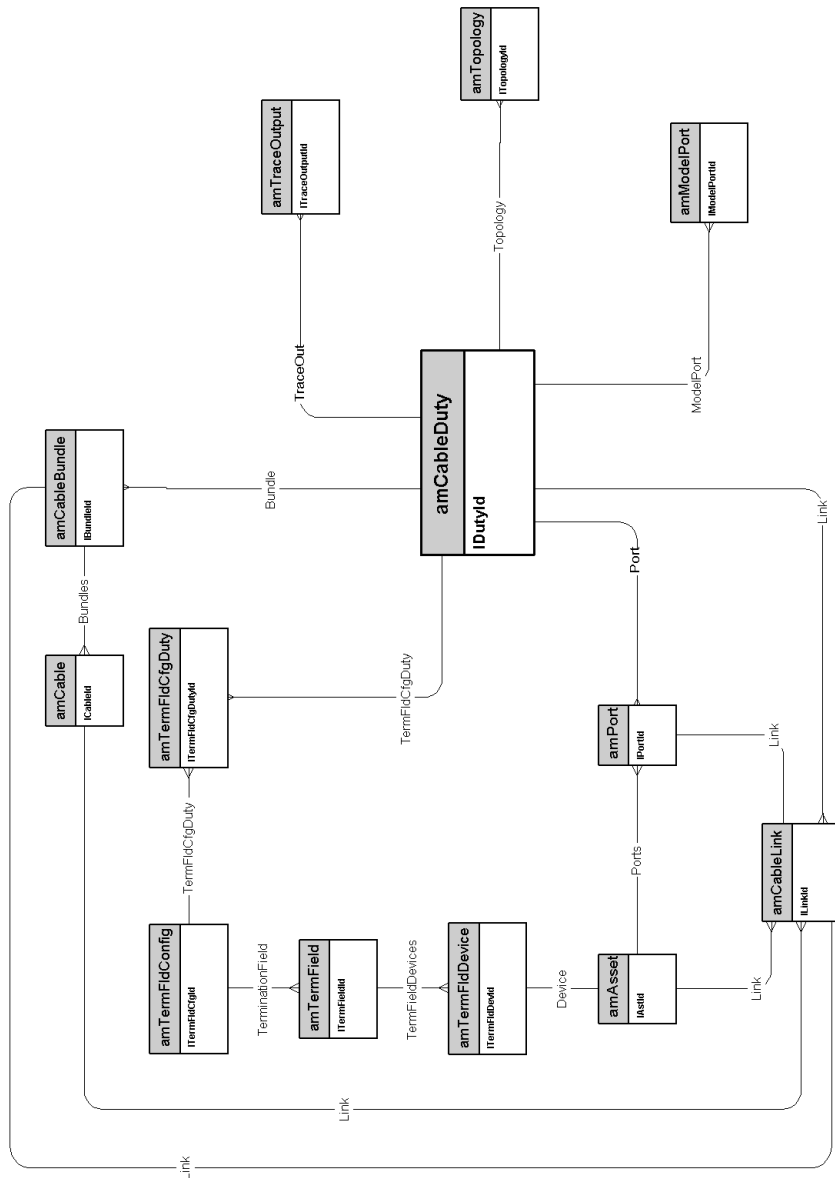 Link
amCable
lCableId
Bundles
amCableBundle
lBundleId
amTermFldConfig
lTermFldCfgId
TermFldCfgDuty
amTermFldCfgDuty
lTermFldCfgDutyId
TerminationField
Bundle
amTraceOutput
lTraceOutputId
amTermField
lTermFieldId
Link
TraceOut
TermFieldDevices
TermFldCfgDuty
amCableDuty
lDutyId
amTermFldDevice
lTermFldDevId
amTopology
lTopologyId
Topology
Device
amAsset
lAstId
Ports
amPort
lPortId
Port
amModelPort
lModelPortId
ModelPort
Link
Link
amCableLink
lLinkId
Link